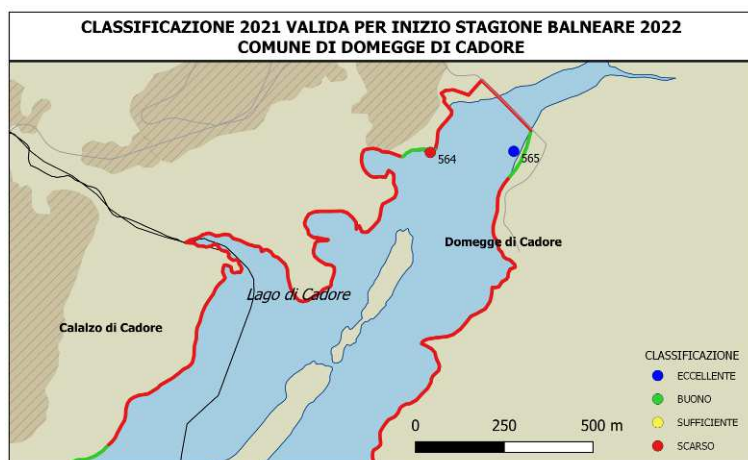 CLASSIFICAZIONE 2021 VALIDA PER INIZIO STAGIONE BALNEARE 2022
COMUNE DI DOMEGGE DI CADORE
564
565
Domegge di Cadore
Lago di Cadore
Calalzo di Cadore
CLASSIFICAZIONE
ECCELLENTE
BUONO
SUFFICIENTE
SCARSO
0 250 500 m